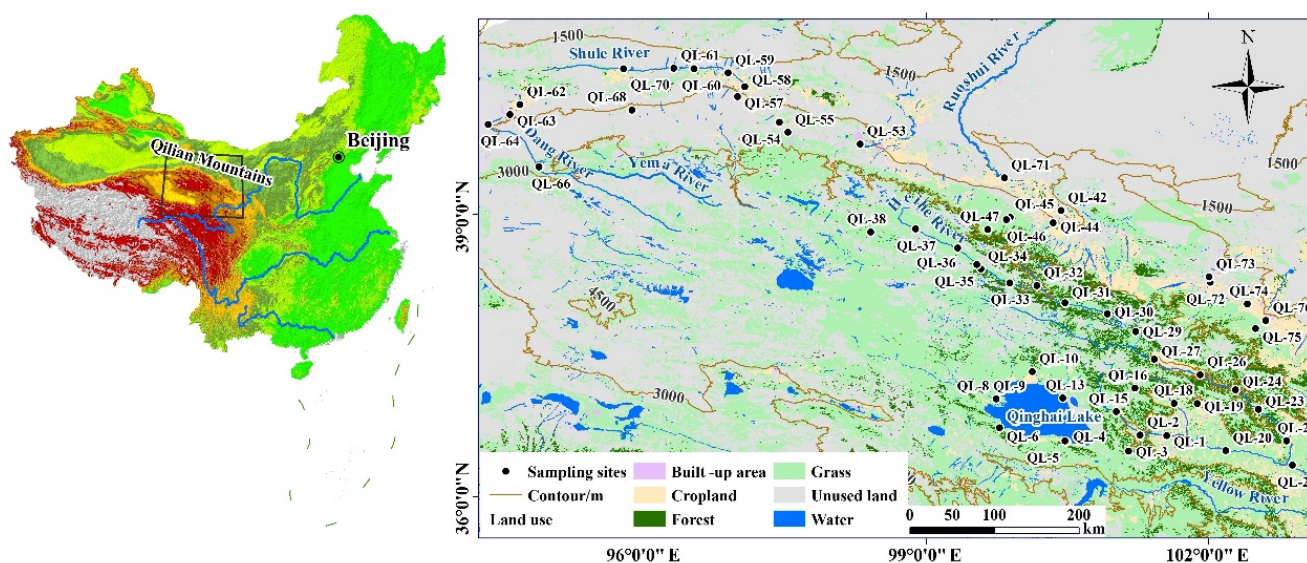 Beijing
Qilian Mountains
1500
Shule River
QL-61
QL-59
QL-70
QL-60
QL-58
QL-57
QL-62
QL-68
QL-63
QL-64
QL-55
QL-54
QL-53
1500
Ruoshui River
N
Dang River
Yema River
3000
QL-66
QL-71
1500
1500
QL-45
QL-42
QL-47
QL-44
QL-46
QL-38
QL-37
QL-34
QL-36
QL-35
QL-32
QL-33
QL-31
QL-30
QL-29
QL-73
QL-72
QL-74
QL-75
4500
3000
QL-27
QL-26
QL-10
QL-16
QL-24
QL-8
QL-9
QL-13
QL-18
QL-15
QL-19
QL-23
Qinghai Lake
QL-2
QL-6
QL-4
QL-1
QL-20
QL-5
QL-3
Yellow River
Sampling sites
Built -up area
Grass
Contour/m
Cropland
Unused land
Land use
Forest
Water
0 50 100 200
km
39°0'0" N
36°0'0" N
96°0'0" E
99°0'0" E
102°0'0" E